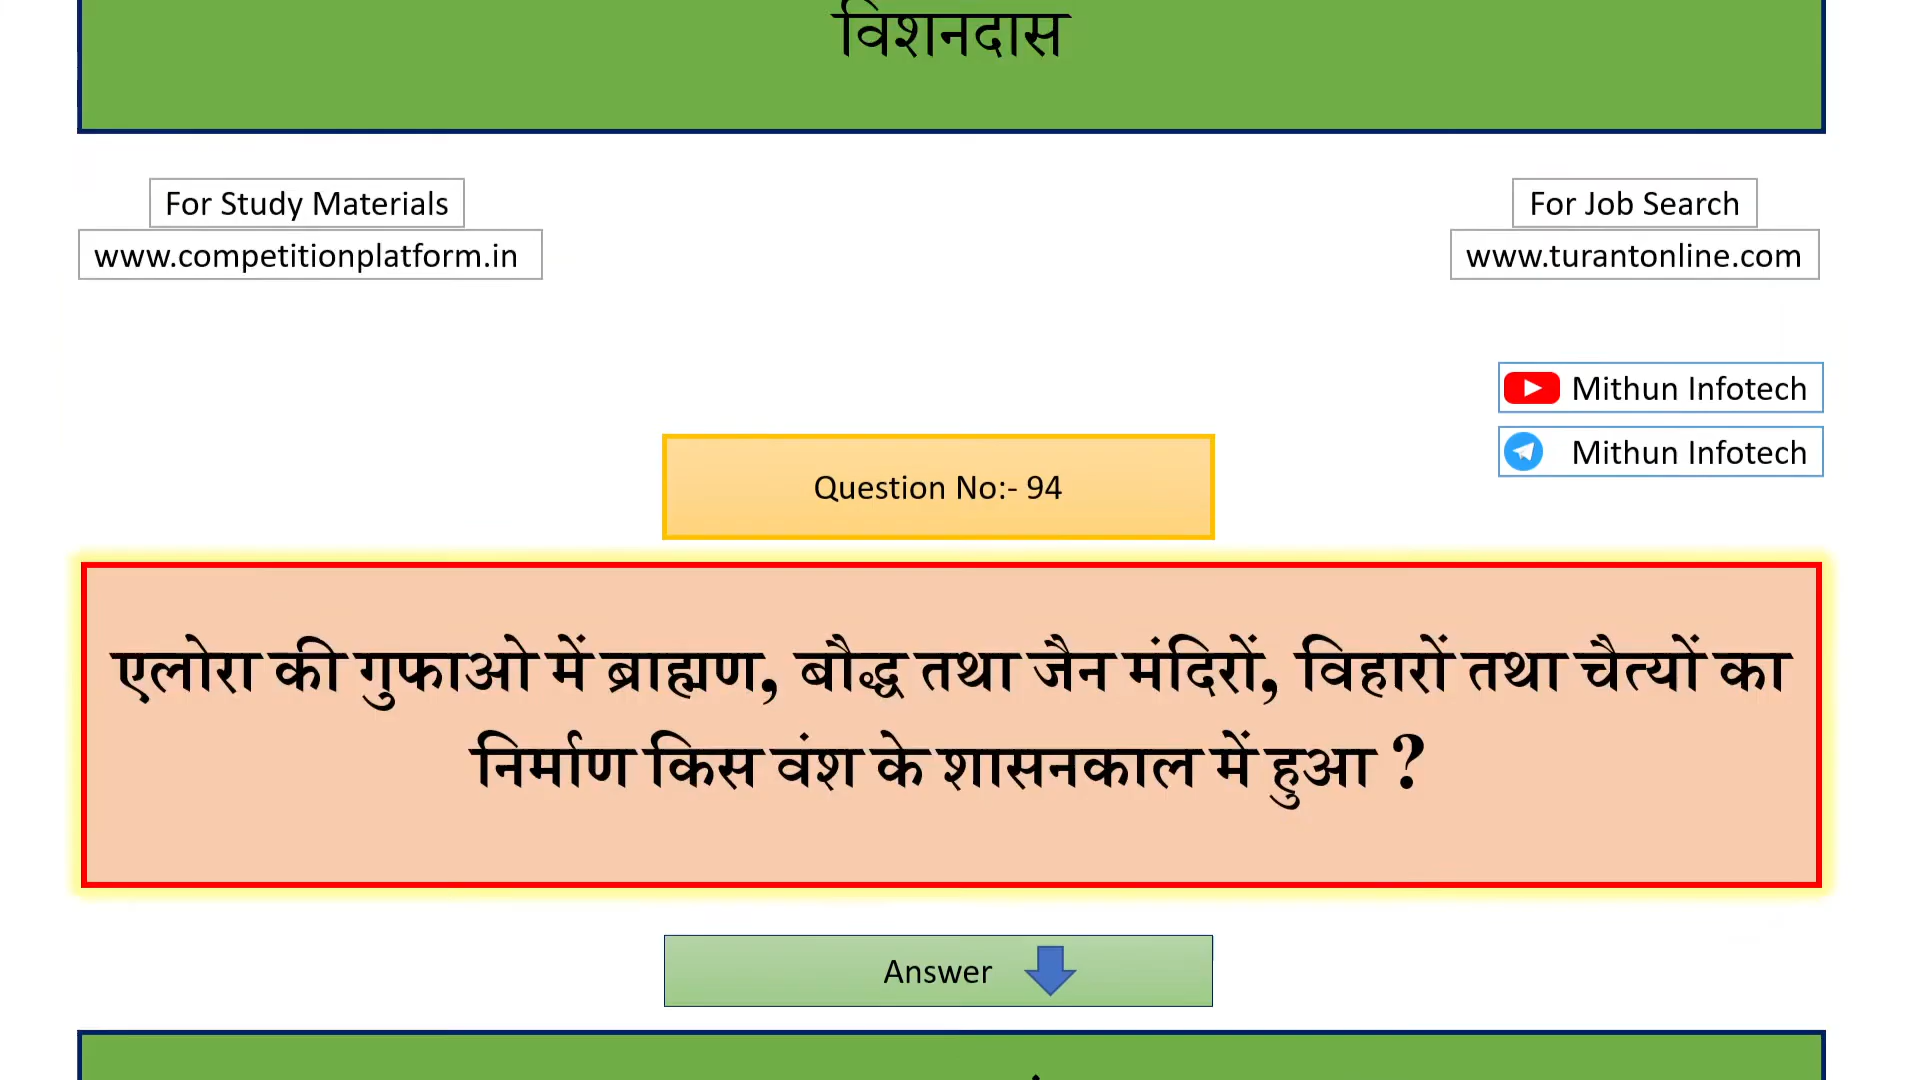 विशनदास
For Study Materials
www.competitionplatform.in
For Job Search
www.turantonline.com
Mithun Infotech
Mithun Infotech
Question No:- 94
एलोरा की गुफाओ में ब्राह्मण, बौद्ध तथा जैन मंदिरों, विहारों तथा चैत्यों का
निर्माण किस वंश के शासनकाल में हुआ ?
Answer